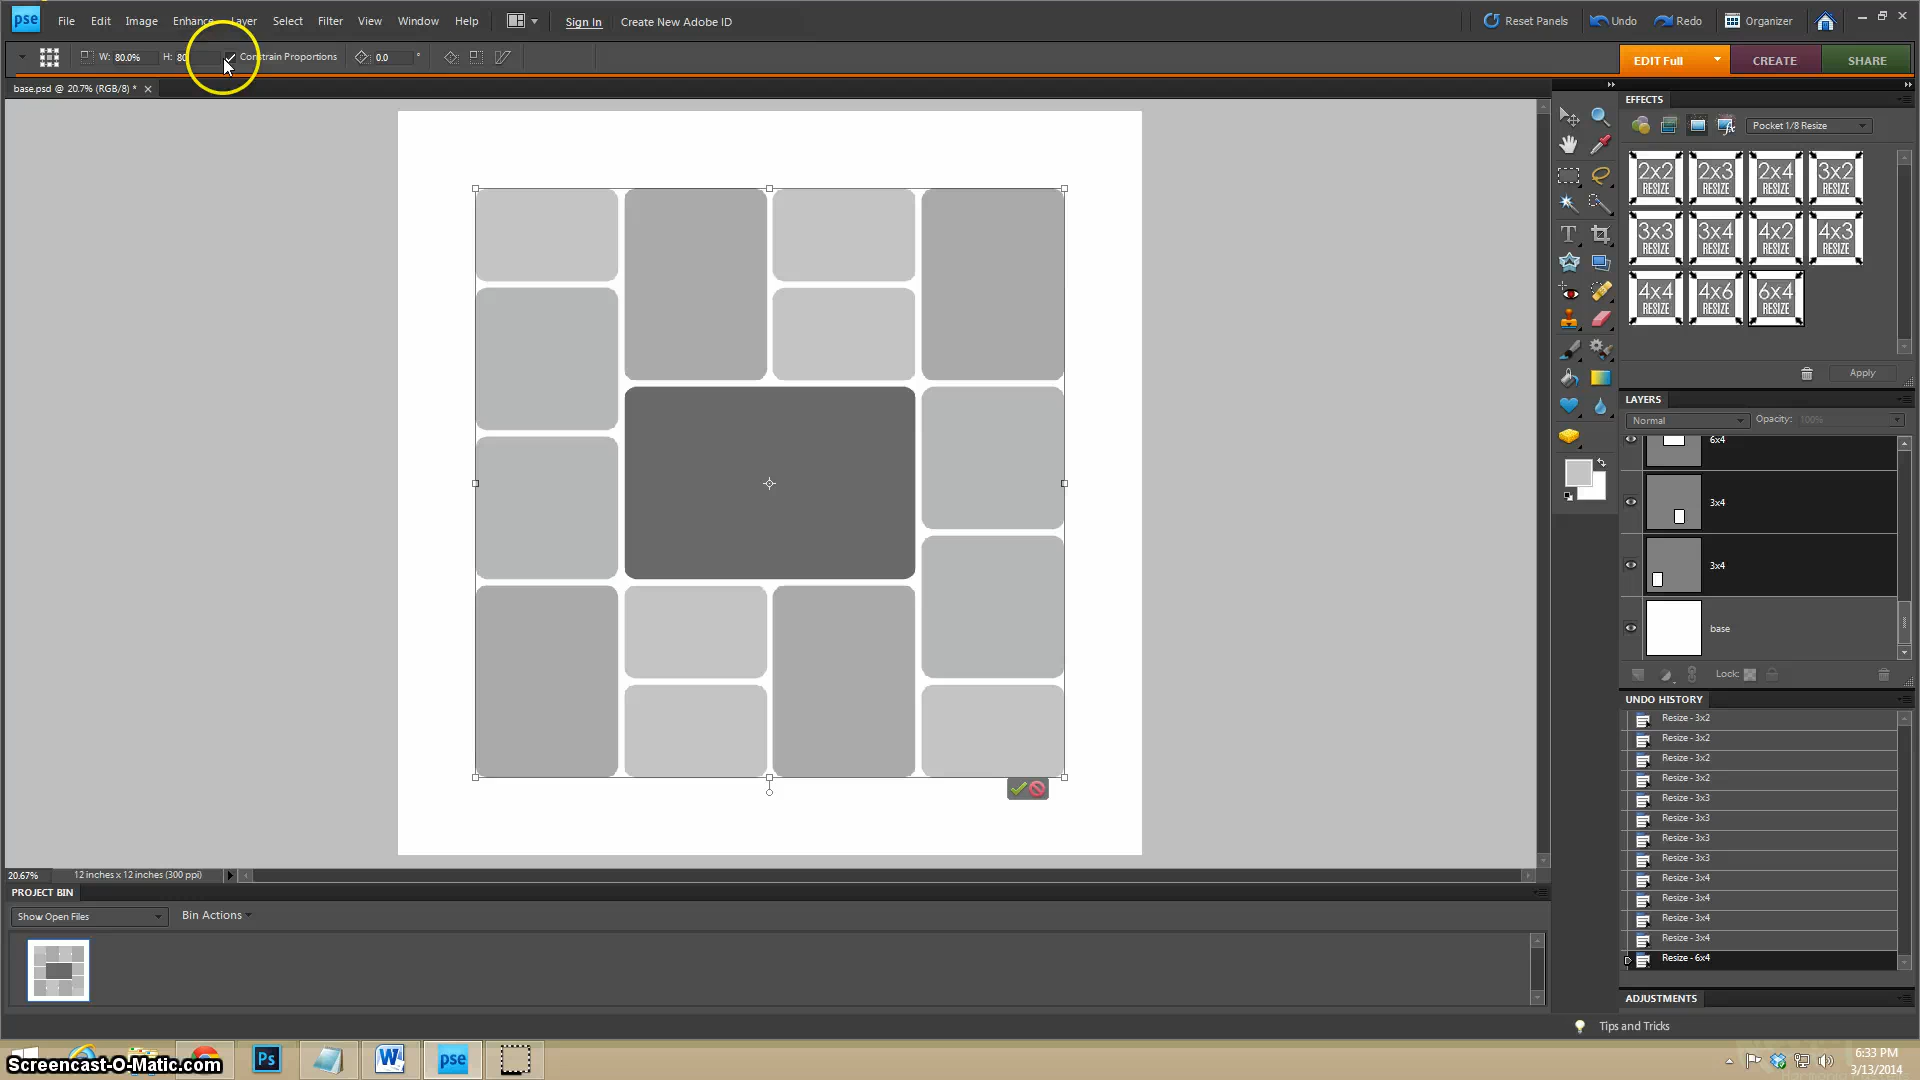 pse File Edit Image Enhance Layer Select Filter View Window Help Sign In Create New Adobe ID Reset Panels Undo Redo Organizer
W: 80.0% H: 80 Constrain Proportions 0.0 °
EDIT Full CREATE SHARE
base.psd @ 20.7% (RGB/8) *
EFFECTS
Pocket 1/8 Resize
2x2 RESIZE 2x3 RESIZE 2x4 RESIZE 3x2 RESIZE
3x3 RESIZE 3x4 RESIZE 4x2 RESIZE 4x3 RESIZE
4x4 RESIZE 4x6 RESIZE 6x4 RESIZE
Apply
LAYERS
Normal Opacity: 100%
6x4
3x4
3x4
base
Lock:
UNDO HISTORY
Resize - 3x2
Resize - 3x2
Resize - 3x2
Resize - 3x2
Resize - 3x3
Resize - 3x3
Resize - 3x3
Resize - 3x3
Resize - 3x4
Resize - 3x4
Resize - 3x4
Resize - 3x4
Resize - 6x4
ADJUSTMENTS
20.67% 12 inches x 12 inches (300 ppi)
PROJECT BIN
Show Open Files Bin Actions
Tips and Tricks
Screencast-O-Matic.com
Ps
W
pse
6:33 PM
3/13/2014